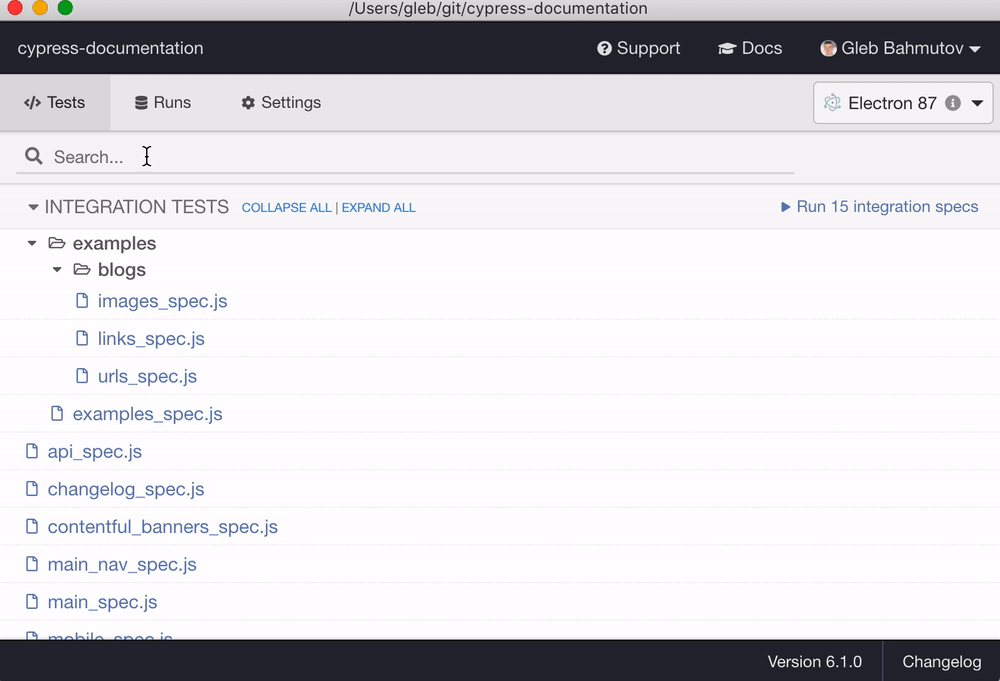 /Users/gleb/git/cypress-documentation
cypress-documentation Support Docs Gleb Bahmutov
Tests Runs Settings Electron 87
Search...
INTEGRATION TESTS COLLAPSE ALL | EXPAND ALL Run 15 integration specs
examples
blogs
images_spec.js
links_spec.js
urls_spec.js
examples_spec.js
api_spec.js
changelog_spec.js
contentful_banners_spec.js
main_nav_spec.js
main_spec.js
mobile_spec.js
Version 6.1.0 Changelog